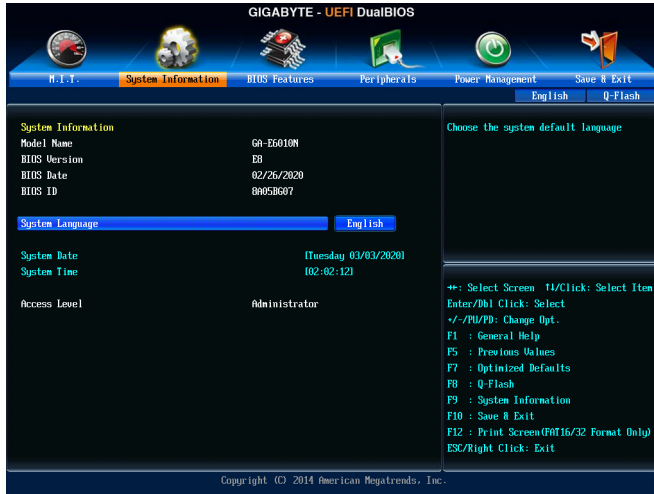 GIGABYTE - UEFI DualBIOS
M.I.T. System Information BIOS Features Peripherals Power Management Save & Exit
English Q-Flash
System Information
Model Name GA-E6010N
BIOS Version E8
BIOS Date 02/26/2020
BIOS ID 8A05BG07
System Language English
System Date [Tuesday 03/03/2020]
System Time [02:02:12]
Access Level Administrator
Choose the system default language
→←: Select Screen ↑↓/Click: Select Item
Enter/Dbl Click: Select
+/-/PU/PD: Change Opt.
F1 : General Help
F5 : Previous Values
F7 : Optimized Defaults
F8 : Q-Flash
F9 : System Information
F10 : Save & Exit
F12 : Print Screen(FAT16/32 Format Only)
ESC/Right Click: Exit
Copyright (C) 2014 American Megatrends, Inc.